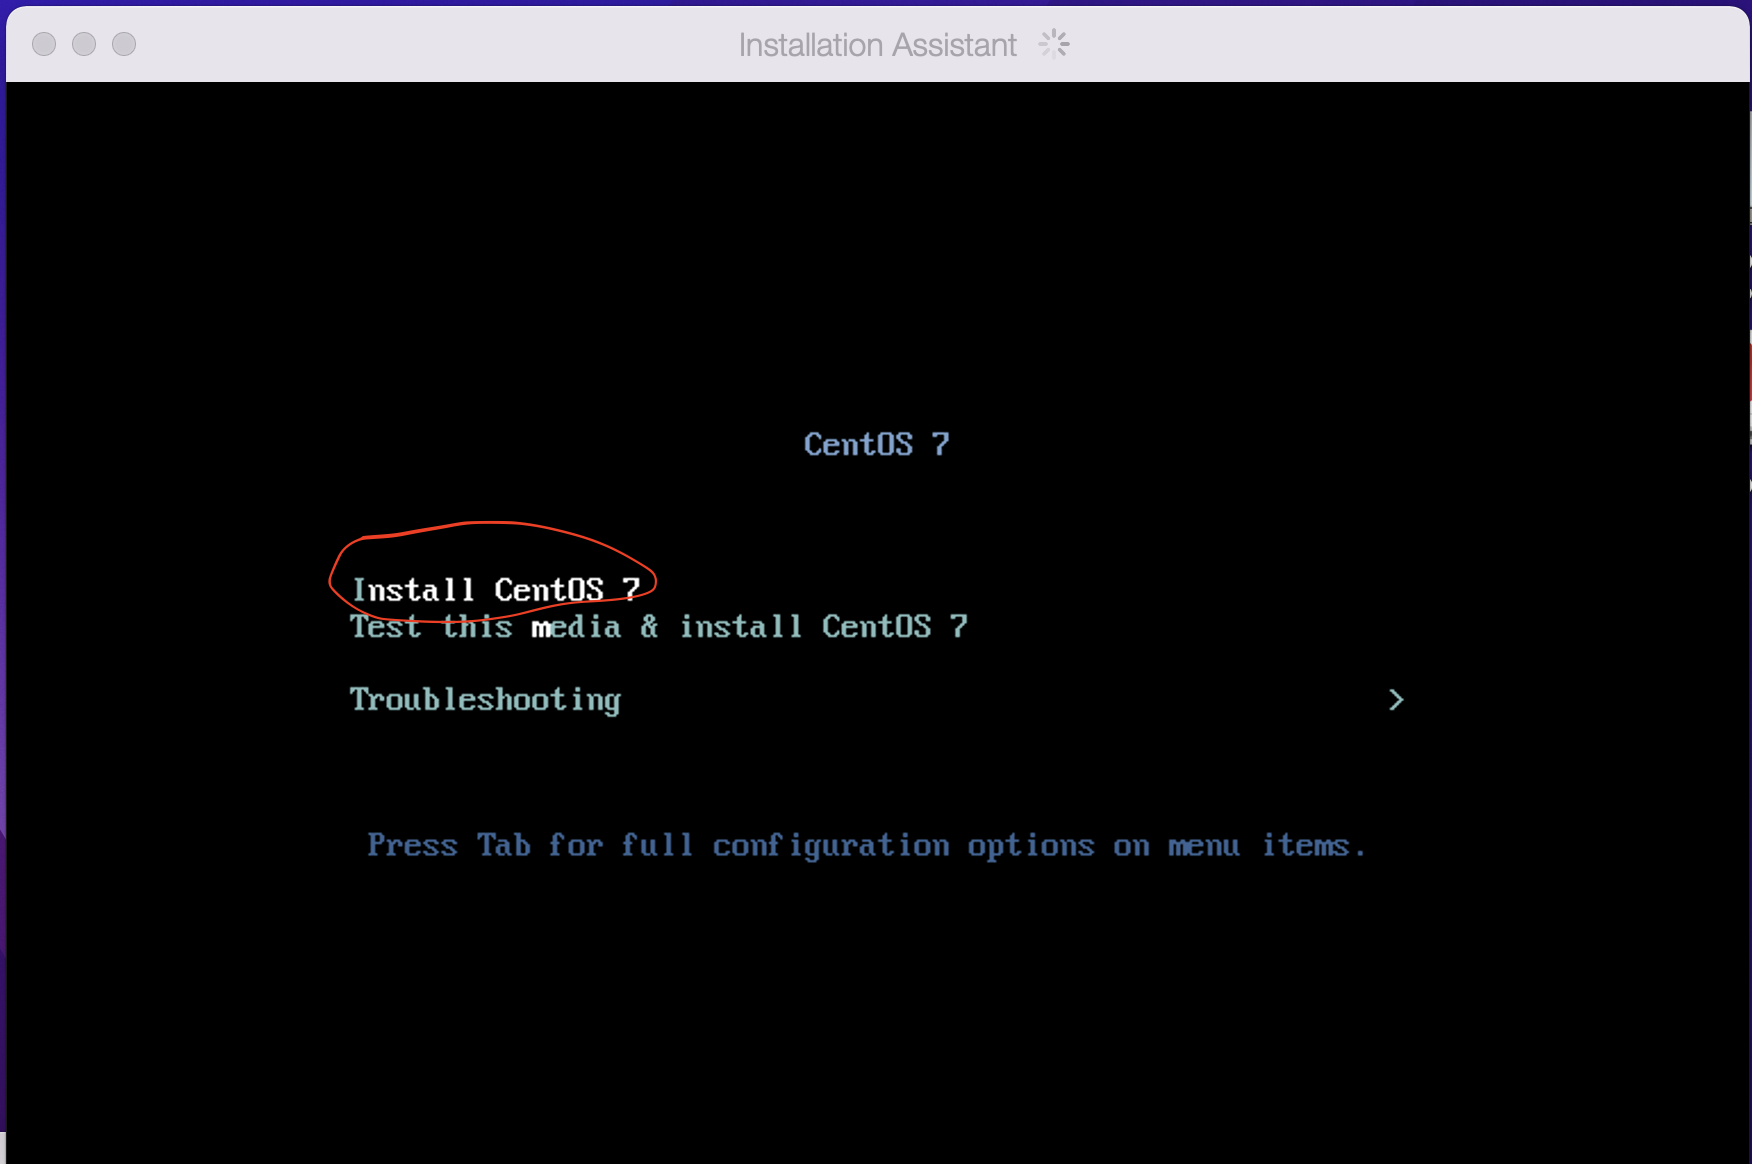 Installation Assistant
CentOS 7
Install CentOS 7
Test this media & install CentOS 7
Troubleshooting >
Press Tab for full configuration options on menu items.